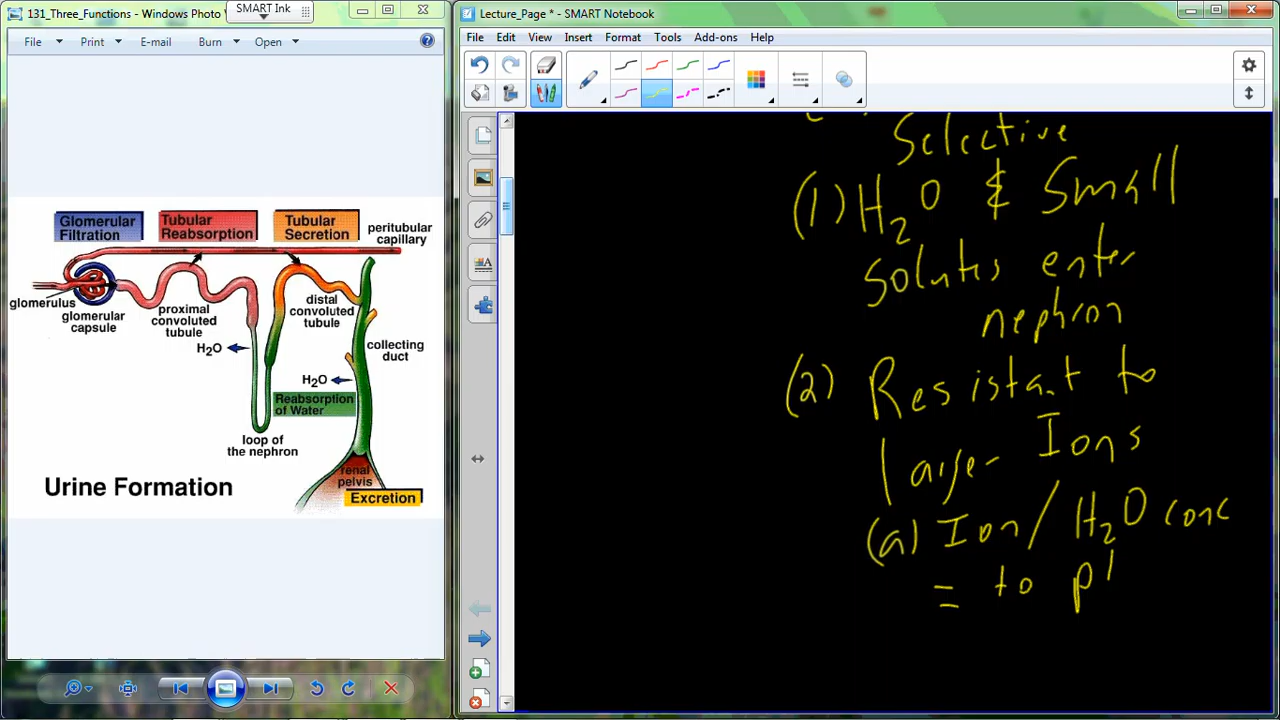 131_Three_Functions - Windows Photo
SMART Ink
File Print E-mail Burn Open
Glomerular
Filtration
Tubular
Reabsorption
Tubular
Secretion
peritubular
capillary
glomerulus
glomerular
capsule
proximal
convoluted
tubule
distal
convoluted
tubule
H2O
collecting
duct
H2O
Reabsorption
of Water
loop of
the nephron
renal
pelvis
Urine Formation
Excretion
Lecture_Page * - SMART Notebook
File Edit View Insert Format Tools Add-ons Help
Selective
(1) H2O & Small
Solutes enter
nephron
(2) Resistant to
large Ions
(a) Ion/H2O conc
= to pl